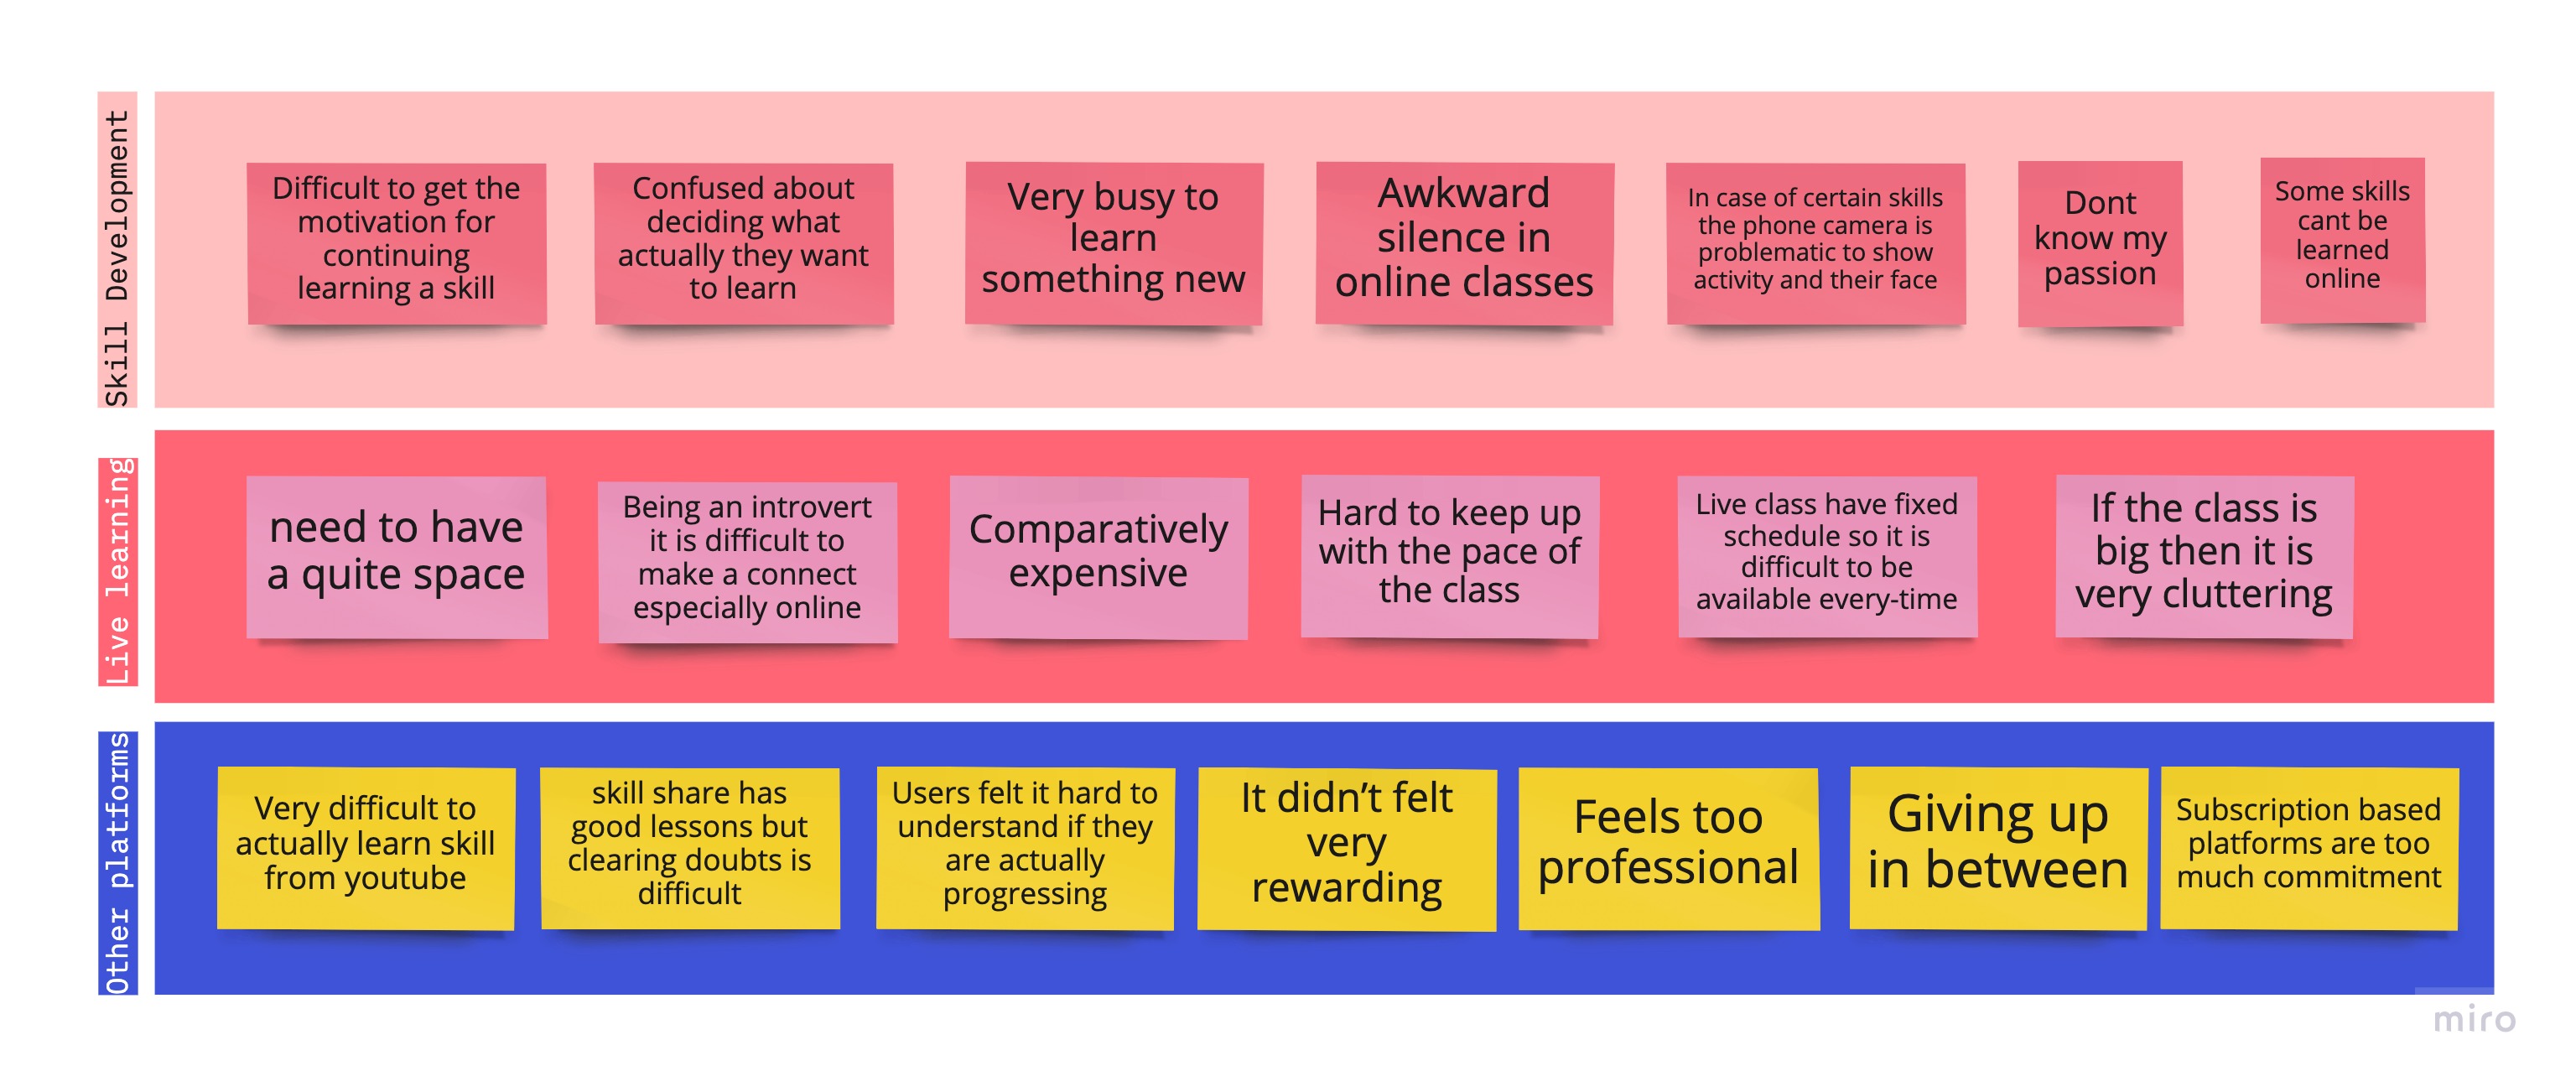 Skill Development
Difficult to get the
motivation for
continuing
learning a skill
Confused about
deciding what
actually they want
to learn
Very busy to
learn
something new
Awkward
silence in
online classes
In case of certain skills
the phone camera is
problematic to show
activity and their face
Dont
know my
passion
Some skills
cant be
learned
online
Live learning
need to have
a quite space
Being an introvert
it is difficult to
make a connect
especially online
Comparatively
expensive
Hard to keep up
with the pace of
the class
Live class have fixed
schedule so it is
difficult to be
available every-time
If the class is
big then it is
very cluttering
Other platforms
Very difficult to
actually learn skill
from youtube
skill share has
good lessons but
clearing doubts is
difficult
Users felt it hard to
understand if they
are actually
progressing
It didn’t felt
very
rewarding
Feels too
professional
Giving up
in between
Subscription based
platforms are too
much commitment
miro